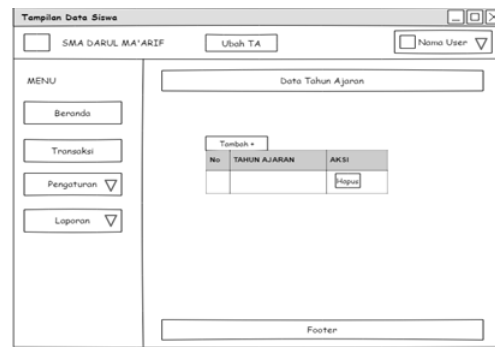 Tampilan Data Siswa
SMA DARUL MA'ARIF
Ubah TA
Nama User
MENU
Data Tahun Ajaran
Beranda
Transaksi
Pengaturan
Laporan
Tambah +
No TAHUN AJARAN AKSI
Hapus
Footer